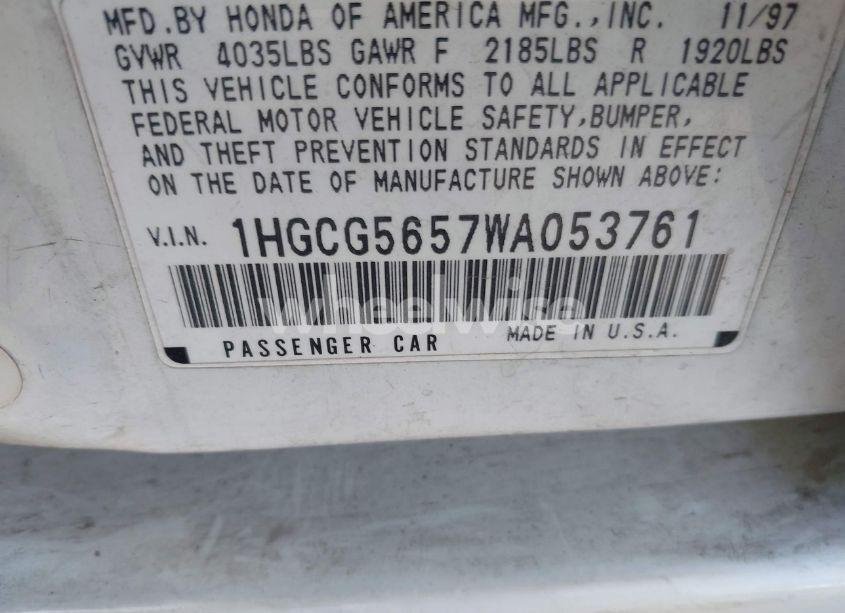 MFD.BY HONDA OF AMERICA MFG.,INC. 11/97
GVWR 4035LBS GAWR F 2185LBS R 1920LBS
THIS VEHICLE CONFORMS TO ALL APPLICABLE
FEDERAL MOTOR VEHICLE SAFETY,BUMPER,
AND THEFT PREVENTION STANDARDS IN EFFECT
ON THE DATE OF MANUFACTURE SHOWN ABOVE:
V.I.N. 1HGCG5657WA053761
wheelwise
PASSENGER CAR MADE IN U.S.A.